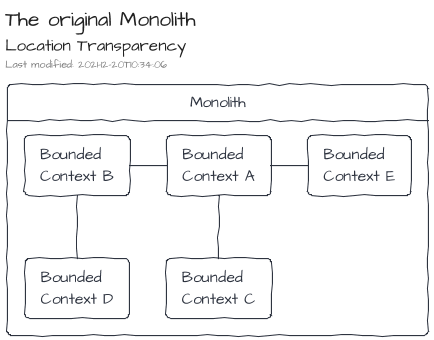 The original Monolith
Location Transparency
Last modified: 2021-12-20T10:34:06
Monolith
Bounded
Context B
Bounded
Context A
Bounded
Context E
Bounded
Context D
Bounded
Context C